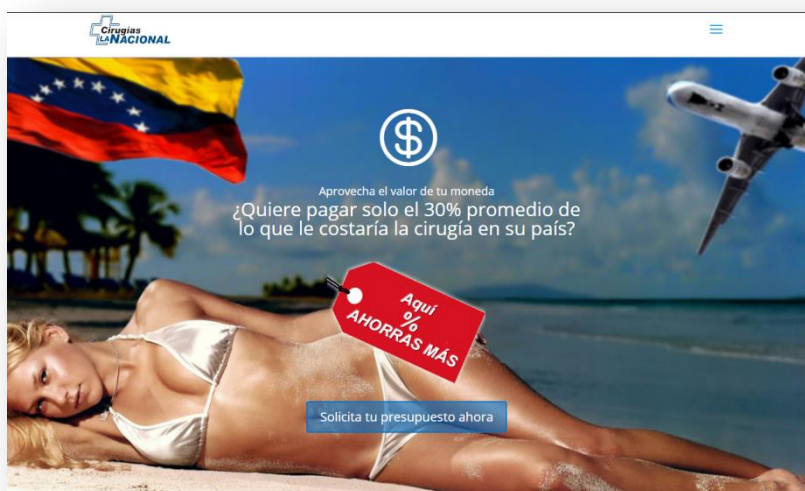 Cirugías
LA NACIONAL
Aprovecha el valor de tu moneda
¿Quiere pagar solo el 30% promedio de
lo que le costaría la cirugía en su país?
Aquí
%
AHORRAS MÁS
Solicita tu presupuesto ahora